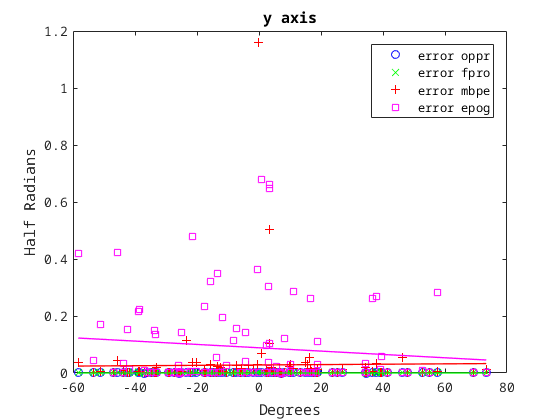 y axis
1.2
1
0.8
0.6
0.4
0.2
0
Half Radians
error oppr
error fpro
error mbpe
error epog
-60 -40 -20 0 20 40 60 80
Degrees